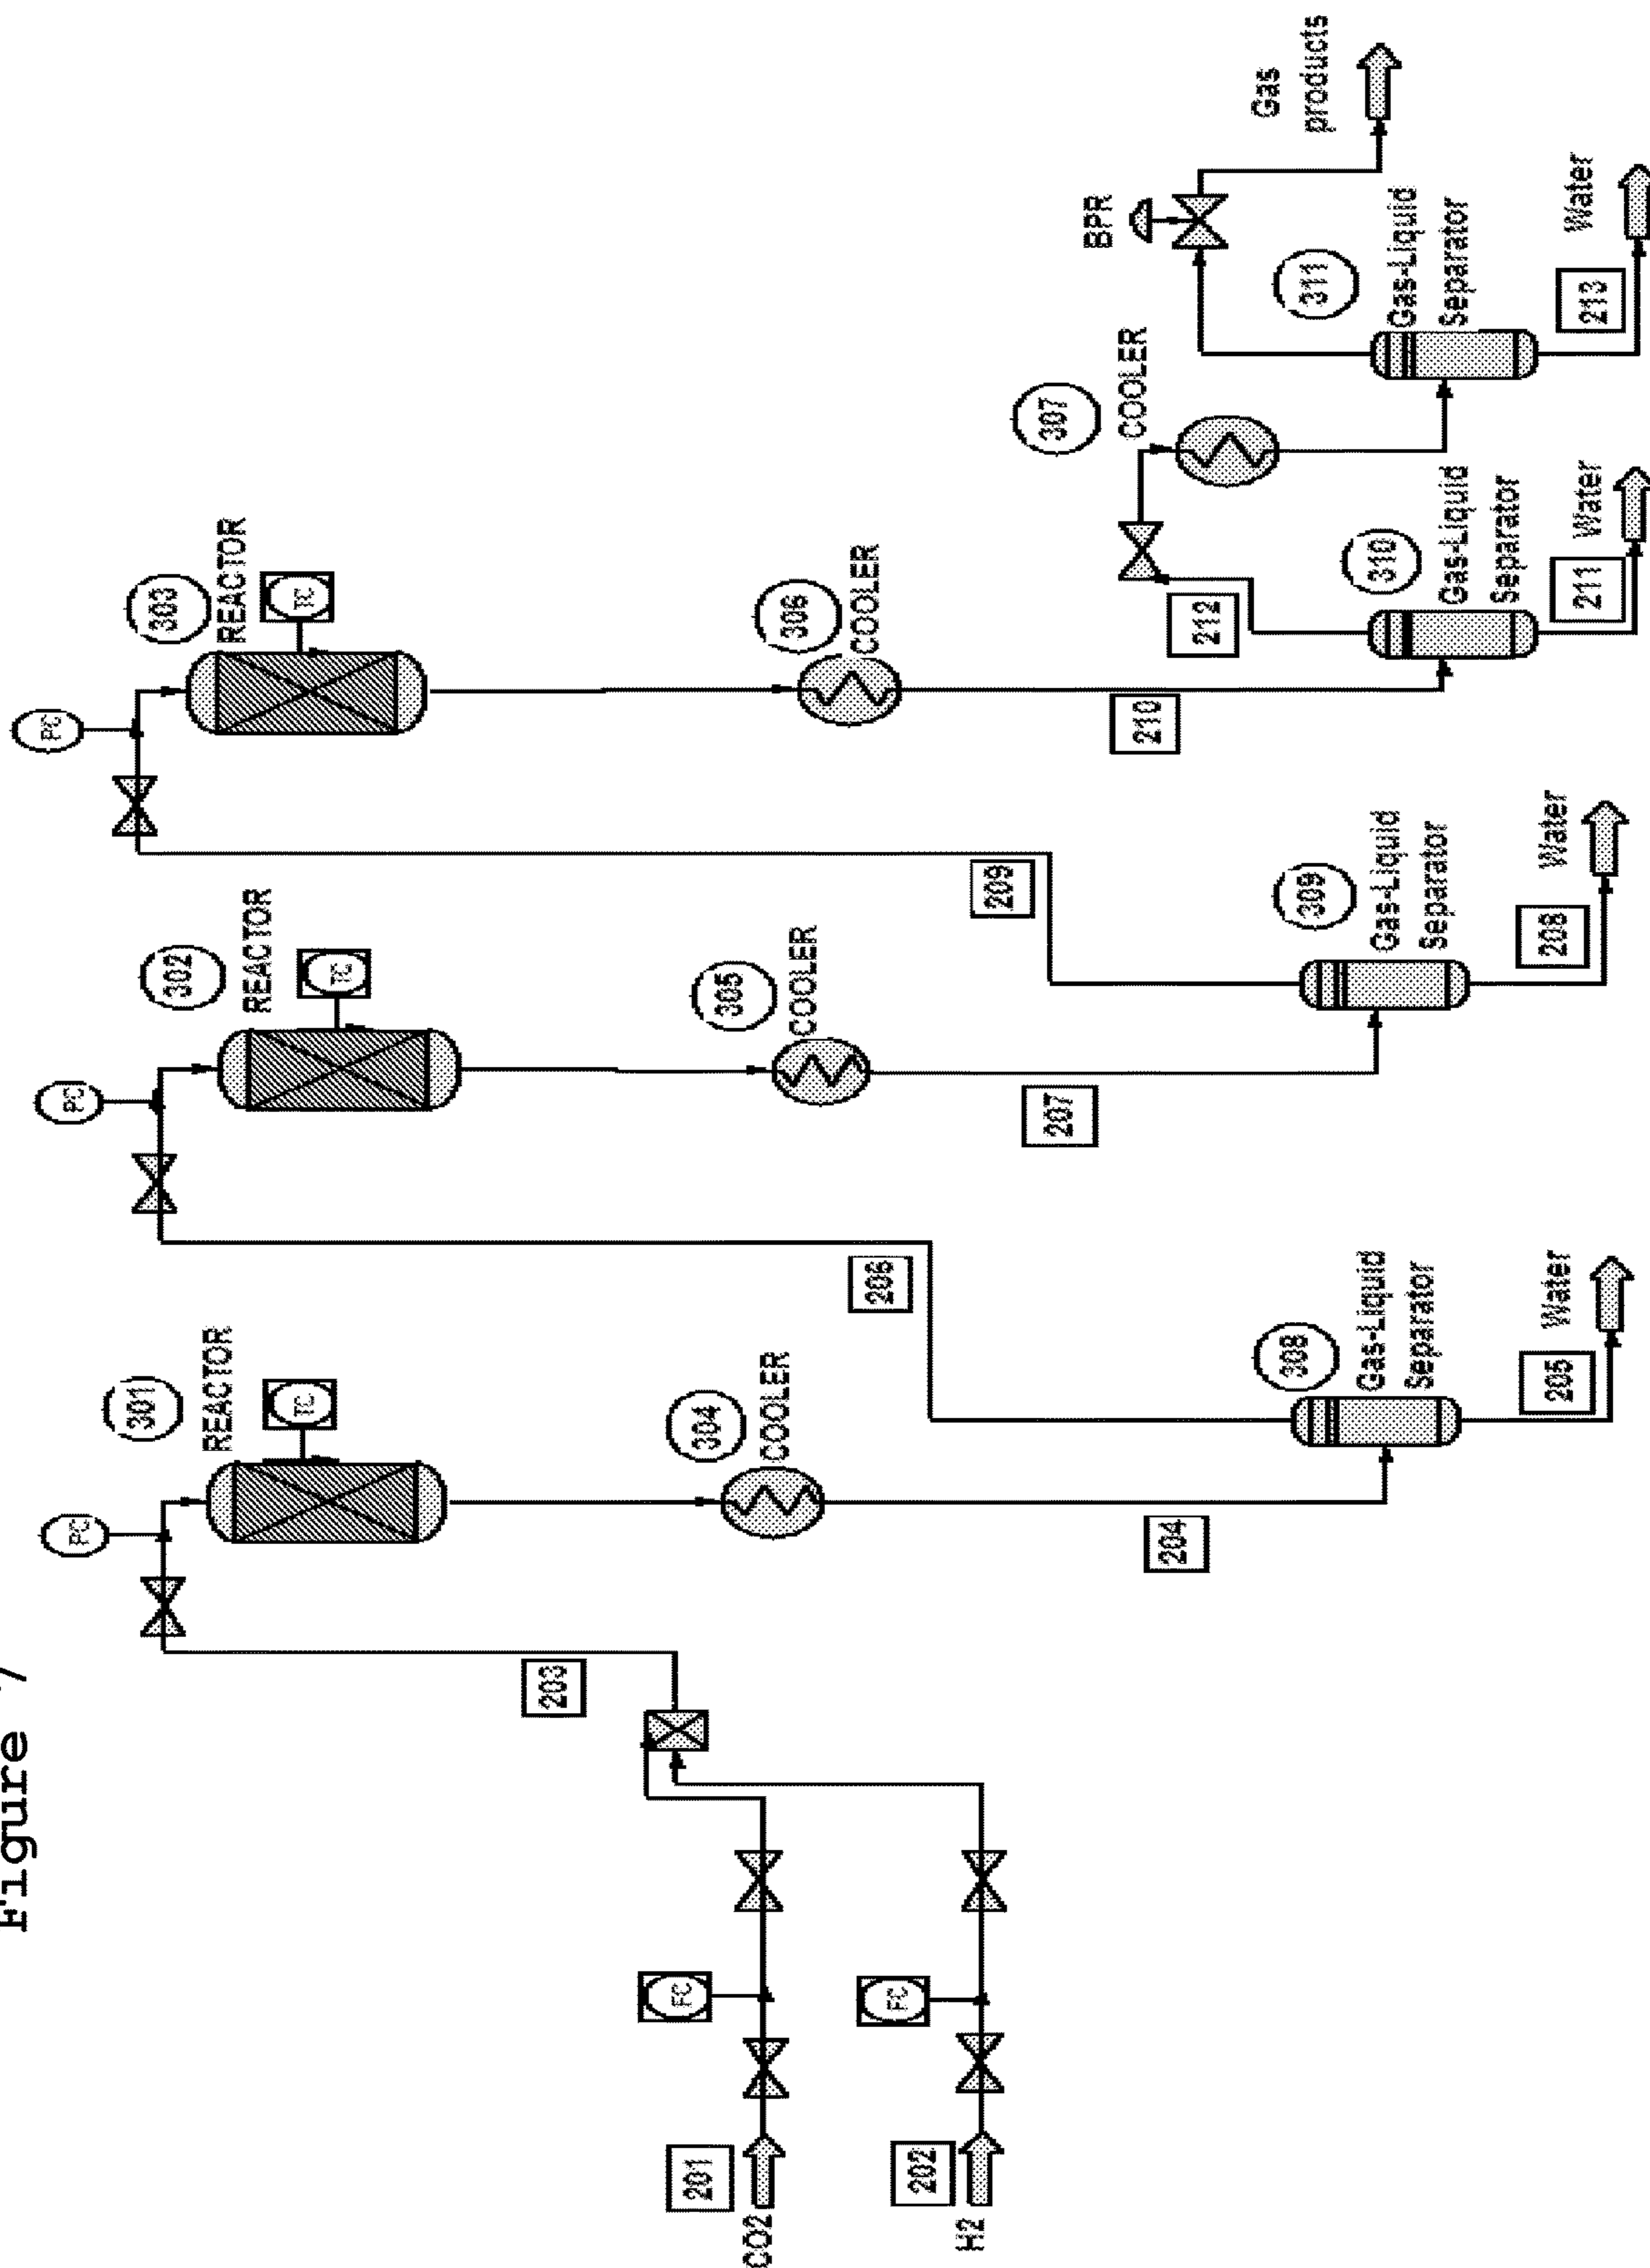 Figure 7
CO2
201
H2
202
FC
FC
203
PC
301
REACTOR
TC
304
COOLER
204
308
Gas-Liquid
Separator
205
Water
206
PC
302
REACTOR
TC
305
COOLER
207
309
Gas-Liquid
Separator
208
Water
209
PC
303
REACTOR
TC
306
COOLER
210
310
Gas-Liquid
Separator
211
Water
212
307
COOLER
311
Gas-Liquid
Separator
213
Water
BPR
Gas
products